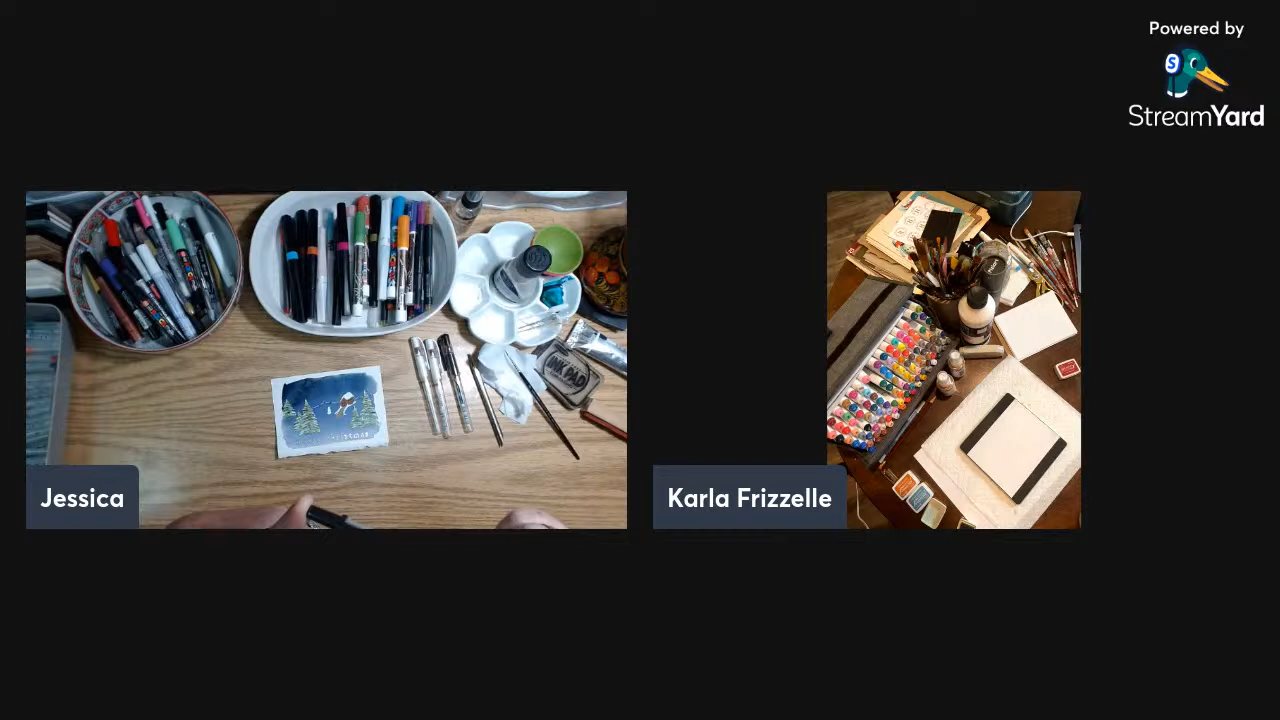 Powered by
S
StreamYard
INK PAD
Jessica
Karla Frizzelle